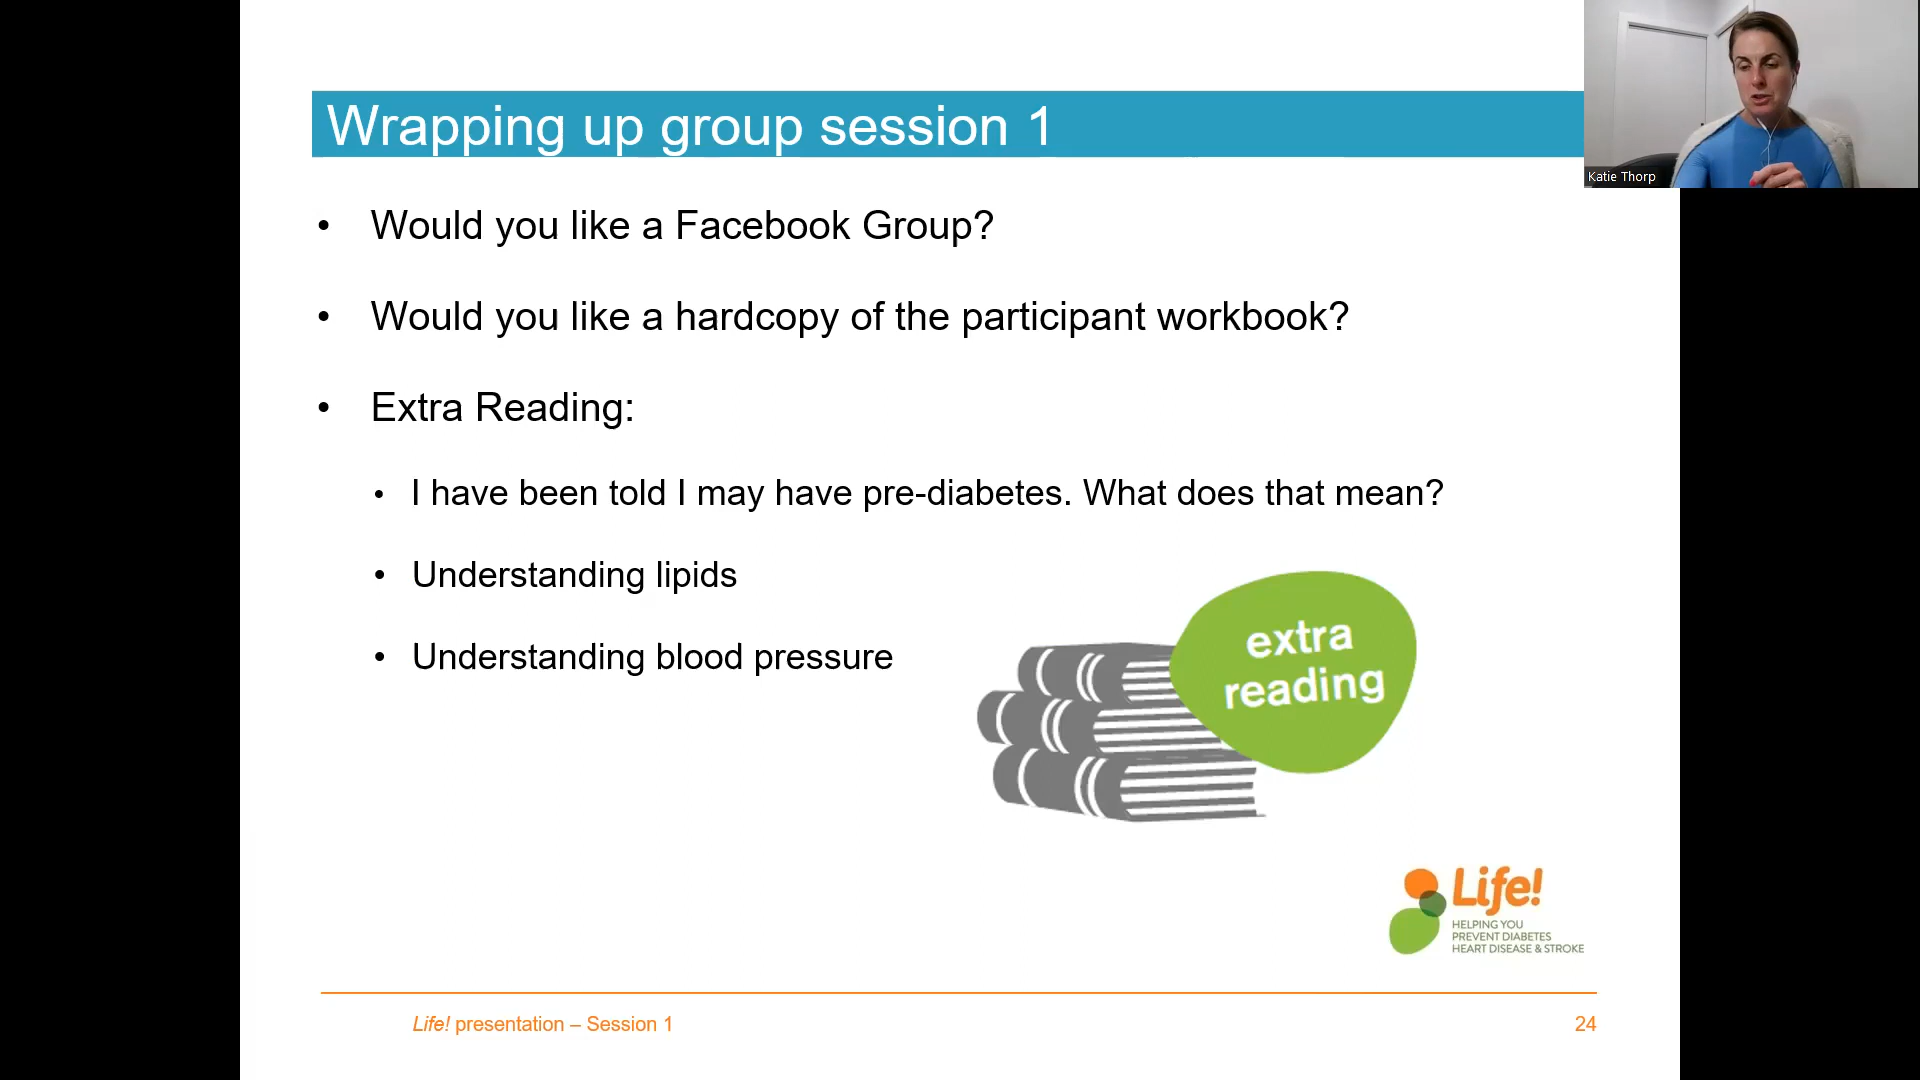 Wrapping up group session 1
Katie Thorp
• Would you like a Facebook Group?
• Would you like a hardcopy of the participant workbook?
• Extra Reading:
• I have been told I may have pre-diabetes. What does that mean?
• Understanding lipids
• Understanding blood pressure
extra
reading
Life!
HELPING YOU
PREVENT DIABETES
HEART DISEASE & STROKE
Life! presentation – Session 1
24